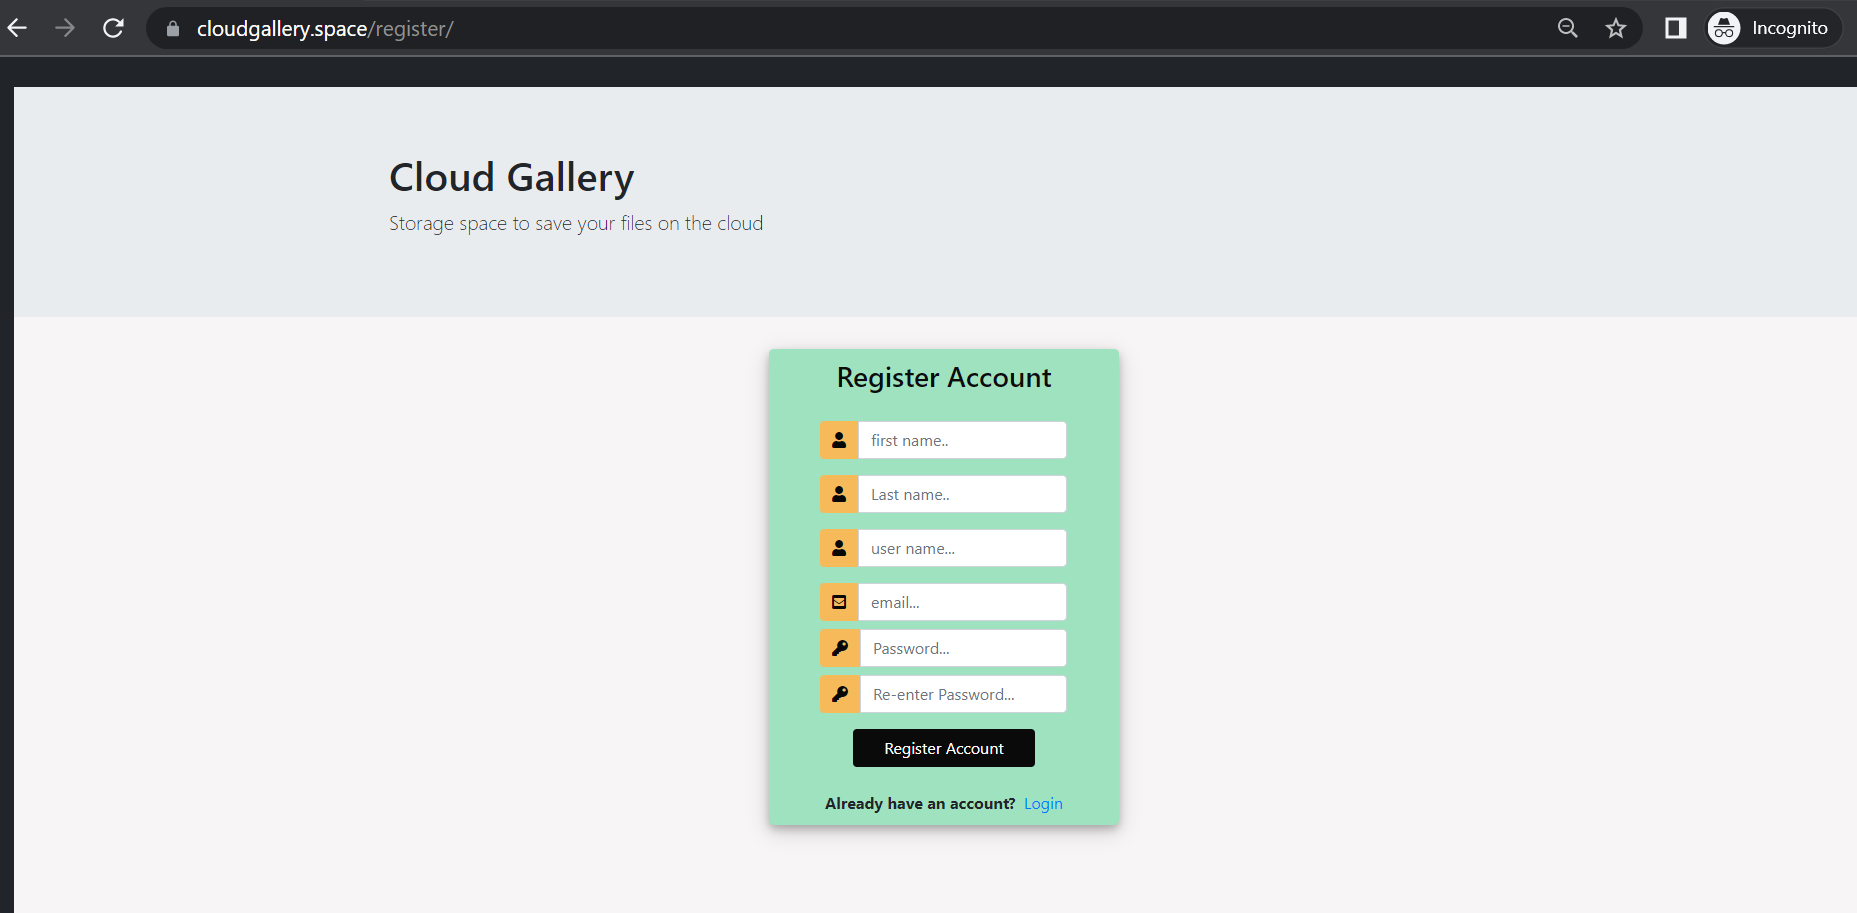 cloudgallery.space/register/
Incognito
Cloud Gallery
Storage space to save your files on the cloud
Register Account
first name..
Last name..
user name...
email...
Password...
Re-enter Password...
Register Account
Already have an account? Login